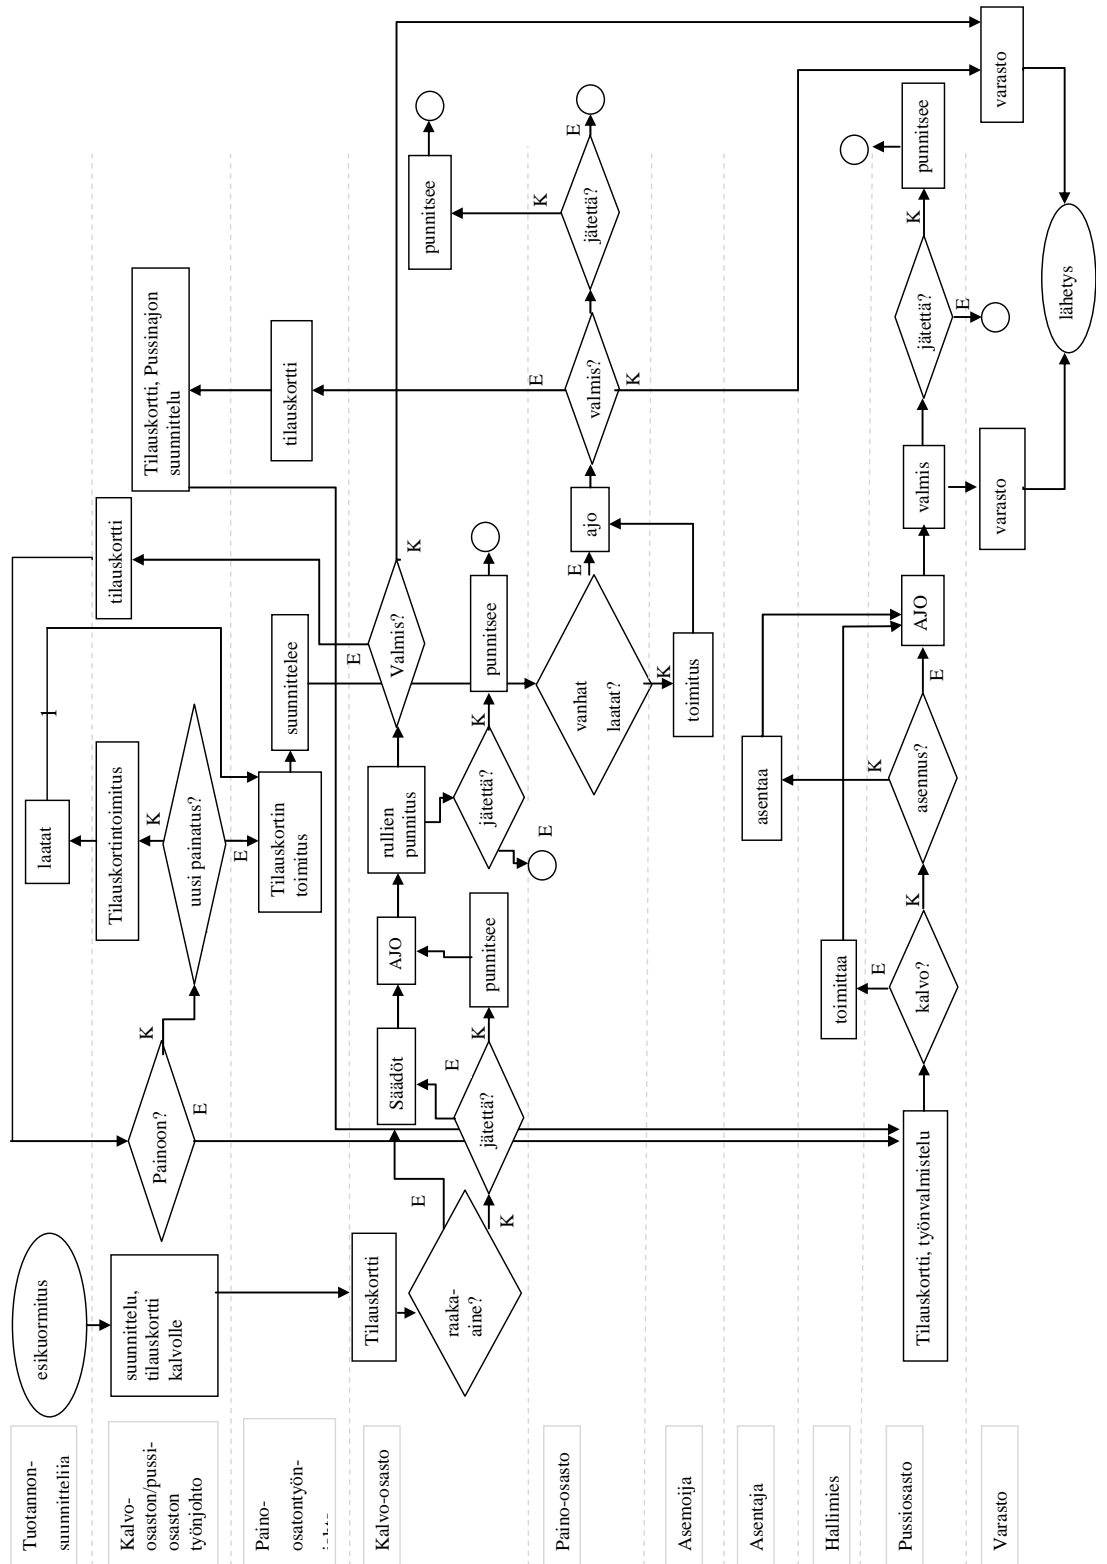 Tuotannon-
suunnitteliia
Kalvo-
osaston/pussi-
osaston
työnjohto
Paino-
osatontyön-
Kalvo-osasto
Paino-osasto
Asemoija
Asentaja
Hallimies
Pussiosasto
Varasto
esikuormitus
suunnittelu,
tilauskortti
kalvolle
Painoon?
K
E
uusi painatus?
K
E
Tilauskortintoimitus
laatat
1
Tilauskortin
toimitus
suunnittelee
tilauskortti
Tilauskortti, Pussinajon
suunnittelu
tilauskortti
Tilauskortti
raaka-
aine?
E
K
jätettä?
E
K
Säädöt
punnitsee
AJO
rullien
punnitus
jätettä?
E
K
punnitsee
Valmis?
E
K
vanhat
laatat?
E
K
toimitus
ajo
valmis?
E
K
jätettä?
K
E
punnitsee
Tilauskortti, työnvalmistelu
kalvo?
E
K
toimittaa
asennus?
K
E
asentaa
AJO
valmis
varasto
jätettä?
K
E
punnitsee
varasto
lähetys